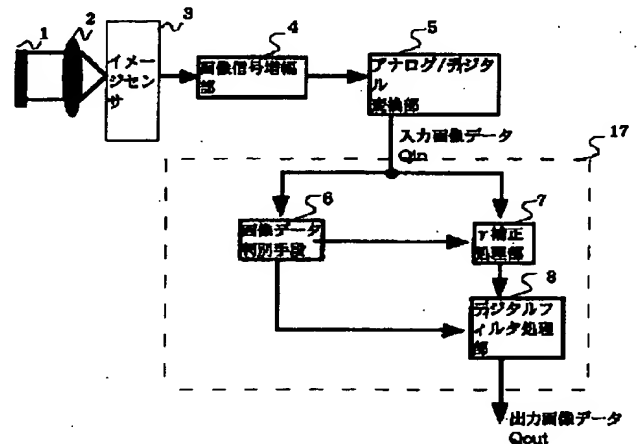 1
2
3
4
5
イメー
ジセン
サ
画像信号増幅
部
アナログ/ディジタ
ル
変換部
入力画像データ
Qin
17
6
7
画像データ
判別手段
γ補正
処理部
8
ディジタルフ
ィルタ処理
部
出力画像データ
Qout